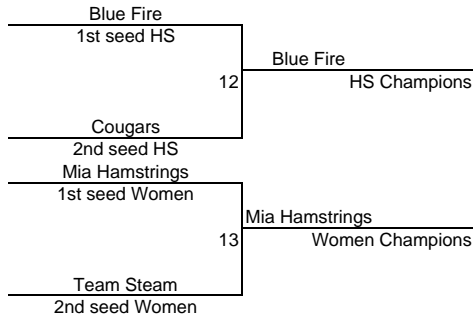 Blue Fire
1st seed HS
Blue Fire
12
HS Champions
Cougars
2nd seed HS
Mia Hamstrings
1st seed Women
Mia Hamstrings
13
Women Champions
Team Steam
2nd seed Women